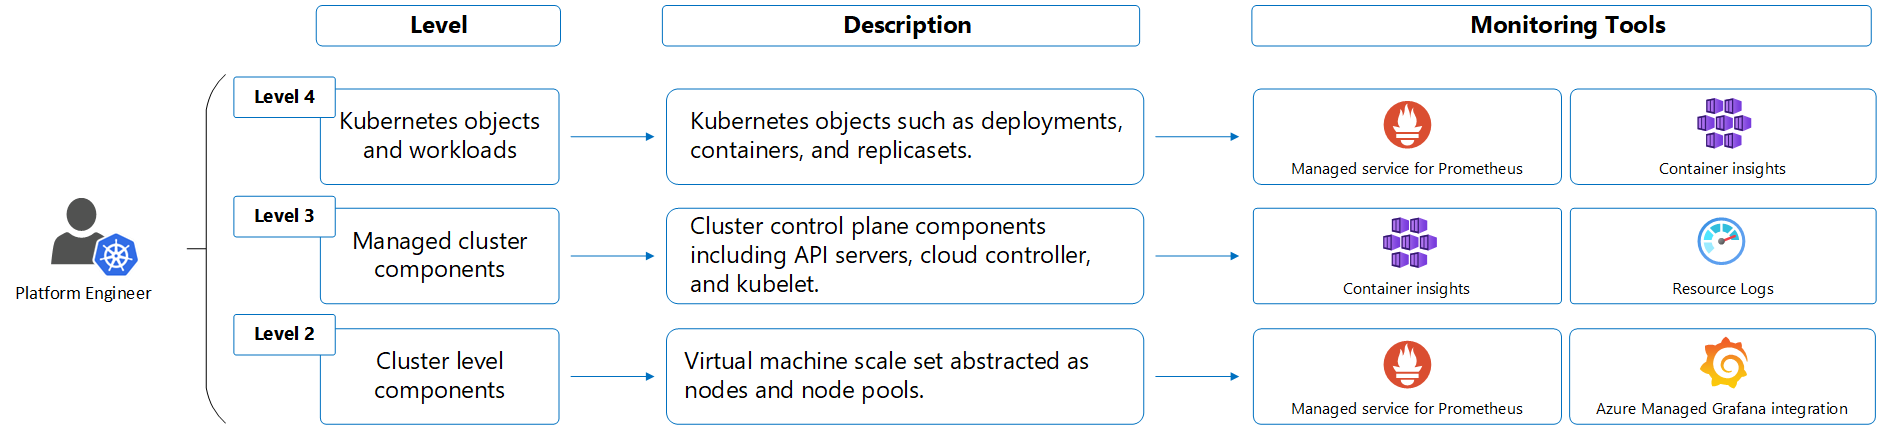 Level
Description
Monitoring Tools
Level 4
Kubernetes objects
and workloads
Kubernetes objects such as deployments,
containers, and replicasets.
Managed service for Prometheus
Container insights
Platform Engineer
Level 3
Managed cluster
components
Cluster control plane components
including API servers, cloud controller,
and kubelet.
Container insights
Resource Logs
Level 2
Cluster level
components
Virtual machine scale set abstracted as
nodes and node pools.
Managed service for Prometheus
Azure Managed Grafana integration